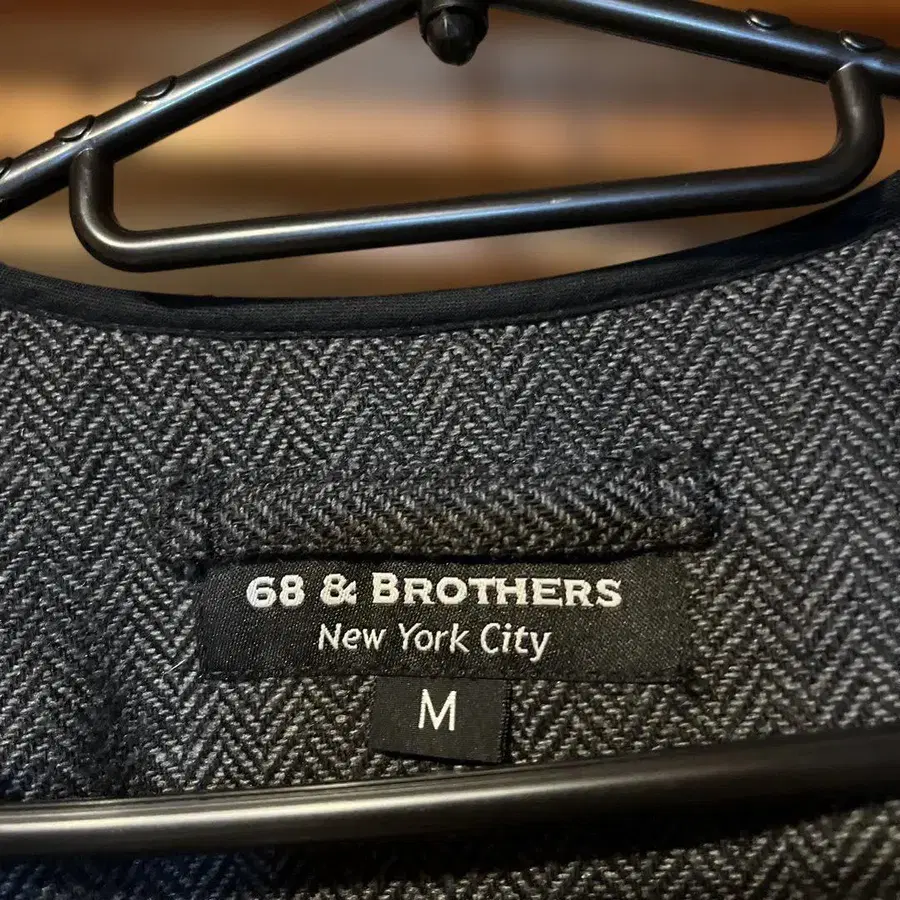 68 & BROTHERS
New York City
M